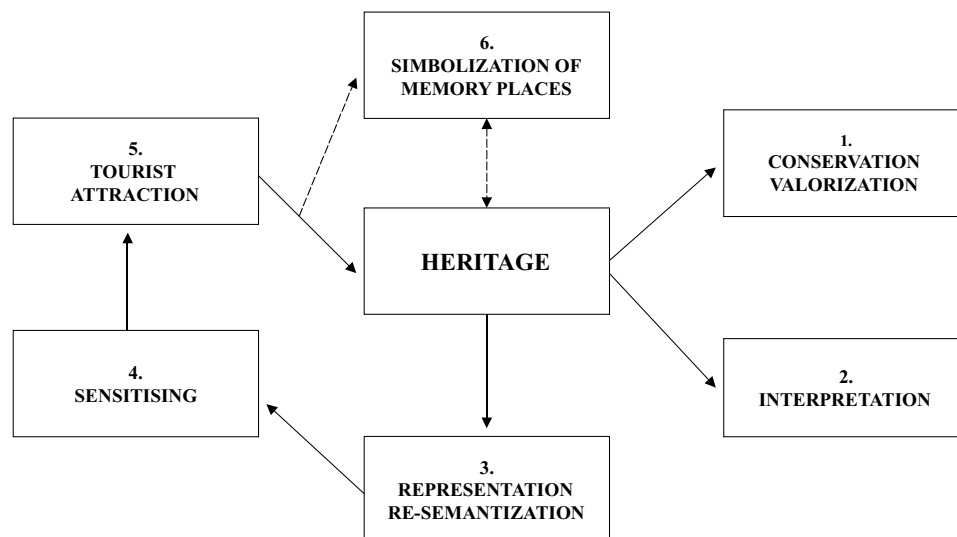 6.
SIMBOLIZATION OF
MEMORY PLACES
5.
TOURIST
ATTRACTION
1.
CONSERVATION
VALORIZATION
HERITAGE
4.
SENSITISING
2.
INTERPRETATION
3.
REPRESENTATION
RE-SEMANTIZATION